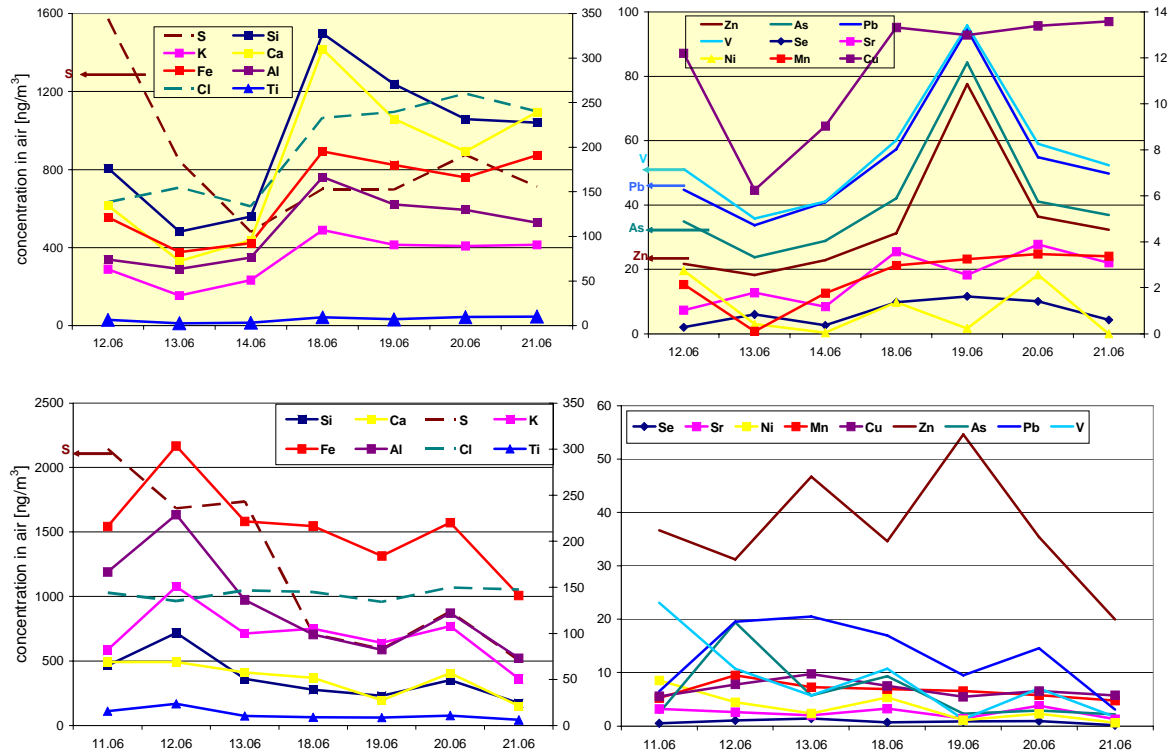 S Si
K Ca
Fe Al
Cl Ti
S
concentration in air [ng/m³]
1600
1200
800
400
0
350
300
250
200
150
100
50
0
12.06 13.06 14.06 18.06 19.06 20.06 21.06
Zn As Pb
V Se Sr
Ni Mn Cu
V
Pb
As
Zn
100
80
60
40
20
0
14
12
10
8
6
4
2
0
12.06 13.06 14.06 18.06 19.06 20.06 21.06
Si Ca S K
Fe Al Cl Ti
S
concentration in air [ng/m³]
2500
2000
1500
1000
500
0
350
300
250
200
150
100
50
0
11.06 12.06 13.06 18.06 19.06 20.06 21.06
Se Sr Ni Mn Cu Zn As Pb V
60
50
40
30
20
10
0
11.06 12.06 13.06 18.06 19.06 20.06 21.06